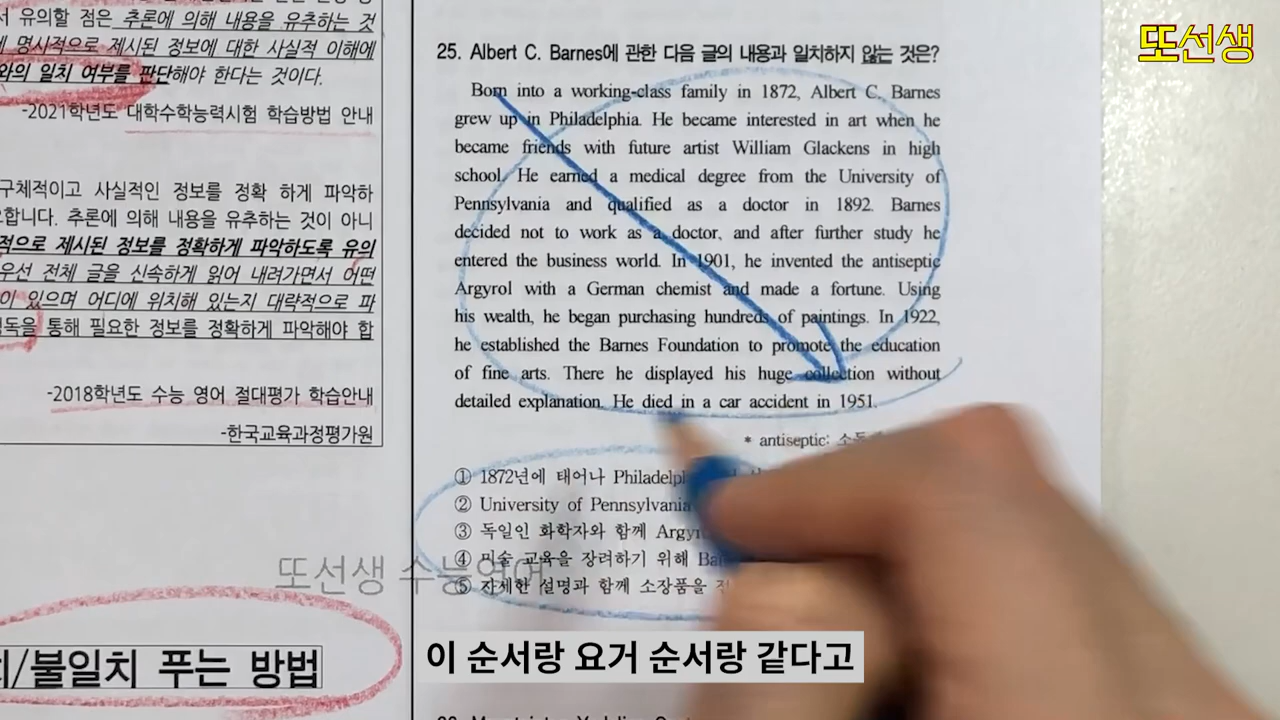 서 유의할 점은 추론에 의해 내용을 유추하는 것
명시적으로 제시된 정보에 대한 사실적 이해에
와의 일치 여부를 판단해야 한다는 것이다.
-2021학년도 대학수학능력시험 학습방법 안내
구체적이고 사실적인 정보를 정확 하게 파악하
요합니다. 추론에 의해 내용을 유추하는 것이 아니
적으로 제시된 정보를 정확하게 파악하도록 유의
우선 전체 글을 신속하게 읽어 내려가면서 어떤
이 있으며 어디에 위치해 있는지 대략적으로 파
독을 통해 필요한 정보를 정확하게 파악해야 합
-2018학년도 수능 영어 절대평가 학습안내
-한국교육과정평가원
/불일치 푸는 방법
또선생
25. Albert C. Barnes에 관한 다음 글의 내용과 일치하지 않는 것은?
Born into a working-class family in 1872, Albert C. Barnes
grew up in Philadelphia. He became interested in art when he
became friends with future artist William Glackens in high
school. He earned a medical degree from the University of
Pennsylvania and qualified as a doctor in 1892. Barnes
decided not to work as a doctor, and after further study he
entered the business world. In 1901, he invented the antiseptic
Argyrol with a German chemist and made a fortune. Using
his wealth, he began purchasing hundreds of paintings. In 1922,
he established the Barnes Foundation to promote the education
of fine arts. There he displayed his huge collection without
detailed explanation. He died in a car accident in 1951.
* antiseptic:
① 1872년에 태어나
② University of Pennsylvania
③ 독일인 화학자와 함께
④ 미술 교육을 장려하기 위해
⑤ 자세한 설명과 함께 소장품을
또선생 수능영어
이 순서랑 요거 순서랑 같다고